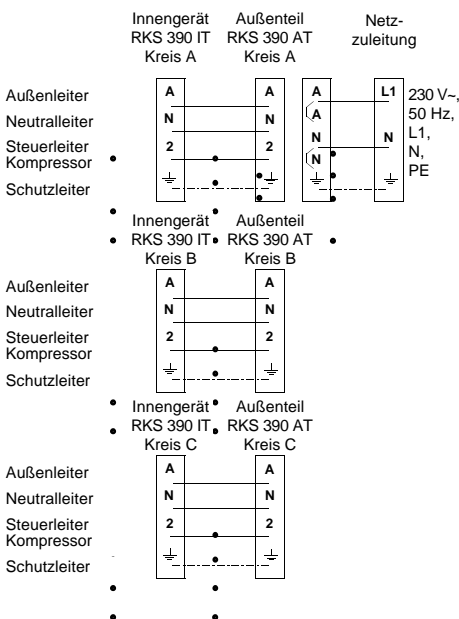 Innengerät Außenteil Netz-
RKS 390 IT RKS 390 AT zuleitung
Kreis A Kreis A
Außenleiter A A A L1 230 V~,
A 50 Hz,
Neutralleiter N N N N L1,
Steuerleiter 2 2 N N,
Kompressor PE
Schutzleiter
Innengerät Außenteil
RKS 390 IT RKS 390 AT
Kreis B Kreis B
Außenleiter A A
Neutralleiter N N
Steuerleiter 2 2
Kompressor
Schutzleiter
Innengerät Außenteil
RKS 390 IT RKS 390 AT
Kreis C Kreis C
Außenleiter A A
Neutralleiter N N
Steuerleiter 2 2
Kompressor
Schutzleiter